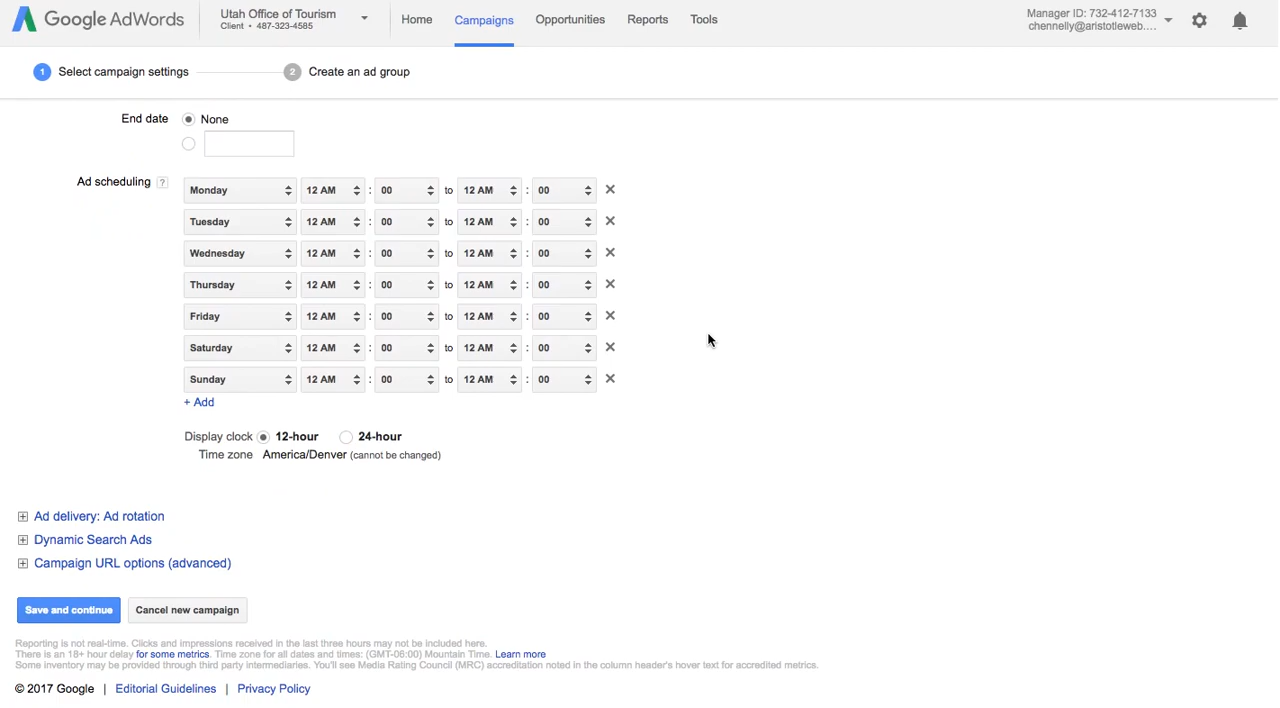 Google AdWords
Utah Office of Tourism
Client • 487-323-4585
Home Campaigns Opportunities Reports Tools
Manager ID: 732-412-7133
chennelly@aristotleweb....
1 Select campaign settings 2 Create an ad group
End date None
Ad scheduling ? Monday 12 AM : 00 to 12 AM : 00
Tuesday 12 AM : 00 to 12 AM : 00
Wednesday 12 AM : 00 to 12 AM : 00
Thursday 12 AM : 00 to 12 AM : 00
Friday 12 AM : 00 to 12 AM : 00
Saturday 12 AM : 00 to 12 AM : 00
Sunday 12 AM : 00 to 12 AM : 00
+ Add
Display clock 12-hour 24-hour
Time zone America/Denver (cannot be changed)
Ad delivery: Ad rotation
Dynamic Search Ads
Campaign URL options (advanced)
Save and continue Cancel new campaign
Reporting is not real-time. Clicks and impressions received in the last three hours may not be included here.
There is an 18+ hour delay for some metrics. Time zone for all dates and times: (GMT-06:00) Mountain Time. Learn more
Some inventory may be provided through third party intermediaries. You'll see Media Rating Council (MRC) accreditation noted in the column header's hover text for accredited metrics.
© 2017 Google | Editorial Guidelines | Privacy Policy